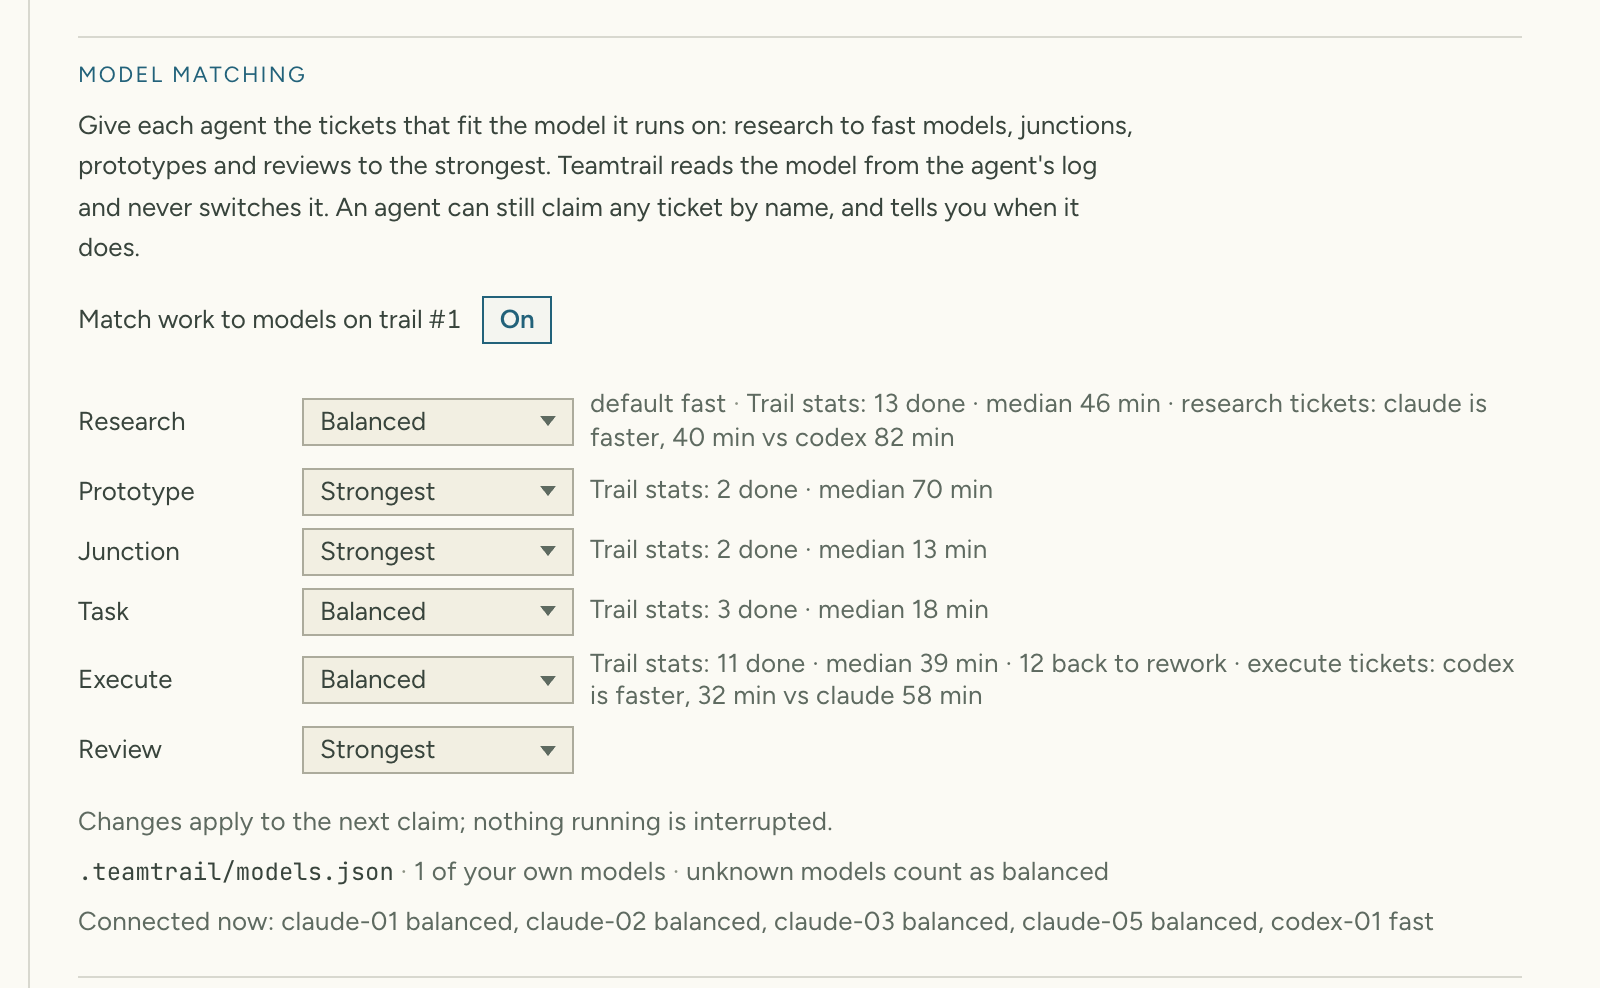 MODEL MATCHING
Give each agent the tickets that fit the model it runs on: research to fast models, junctions,
prototypes and reviews to the strongest. Teamtrail reads the model from the agent's log
and never switches it. An agent can still claim any ticket by name, and tells you when it
does.
Match work to models on trail #1 On
Research Balanced default fast · Trail stats: 13 done · median 46 min · research tickets: claude is
faster, 40 min vs codex 82 min
Prototype Strongest Trail stats: 2 done · median 70 min
Junction Strongest Trail stats: 2 done · median 13 min
Task Balanced Trail stats: 3 done · median 18 min
Execute Balanced Trail stats: 11 done · median 39 min · 12 back to rework · execute tickets: codex
is faster, 32 min vs claude 58 min
Review Strongest
Changes apply to the next claim; nothing running is interrupted.
.teamtrail/models.json · 1 of your own models · unknown models count as balanced
Connected now: claude-01 balanced, claude-02 balanced, claude-03 balanced, claude-05 balanced, codex-01 fast